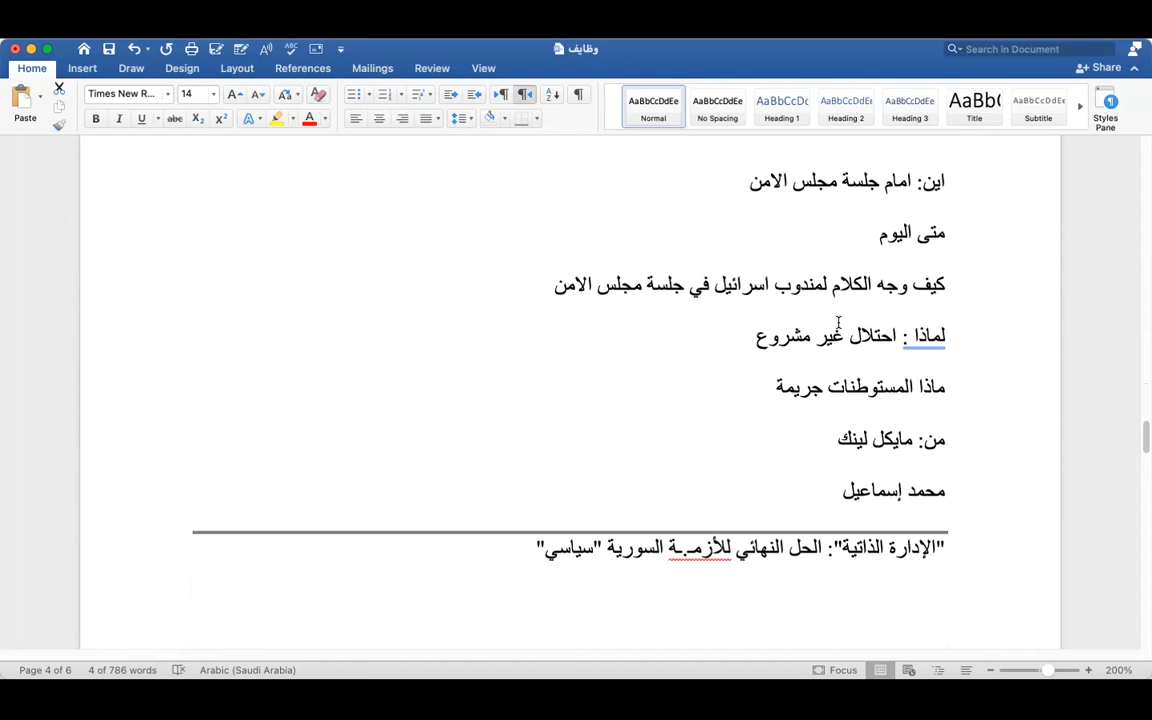 وظايف
Search in Document
Home Insert Draw Design Layout References Mailings Review View
Share
Paste
Times New R... 14
AaBbCcDdEe AaBbCcDdEe AaBbCcDc AaBbCcDdEe AaBbCcDdEe AaBb( AaBbCcDdEe
Normal No Spacing Heading 1 Heading 2 Heading 3 Title Subtitle
Styles Pane
اين: امام جلسة مجلس الامن
متى اليوم
كيف وجه الكلام لمندوب اسرائيل في جلسة مجلس الامن
لماذا : احتلال غير مشروع
ماذا المستوطنات جريمة
من: مايكل لينك
محمد إسماعيل
"الإدارة الذاتية": الحل النهائي للأزمـ.ـة السورية "سياسي"
Page 4 of 6 4 of 786 words Arabic (Saudi Arabia) Focus 200%